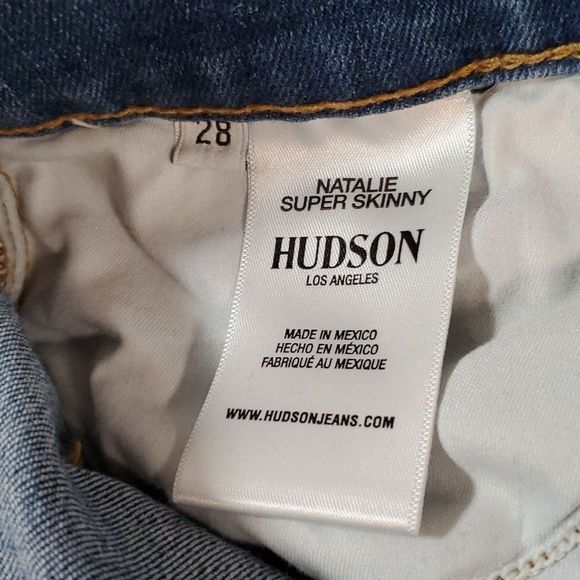 28
NATALIE
SUPER SKINNY
HUDSON
LOS ANGELES
MADE IN MEXICO
HECHO EN MÉXICO
FABRIQUÉ AU MEXIQUE
WWW.HUDSONJEANS.COM